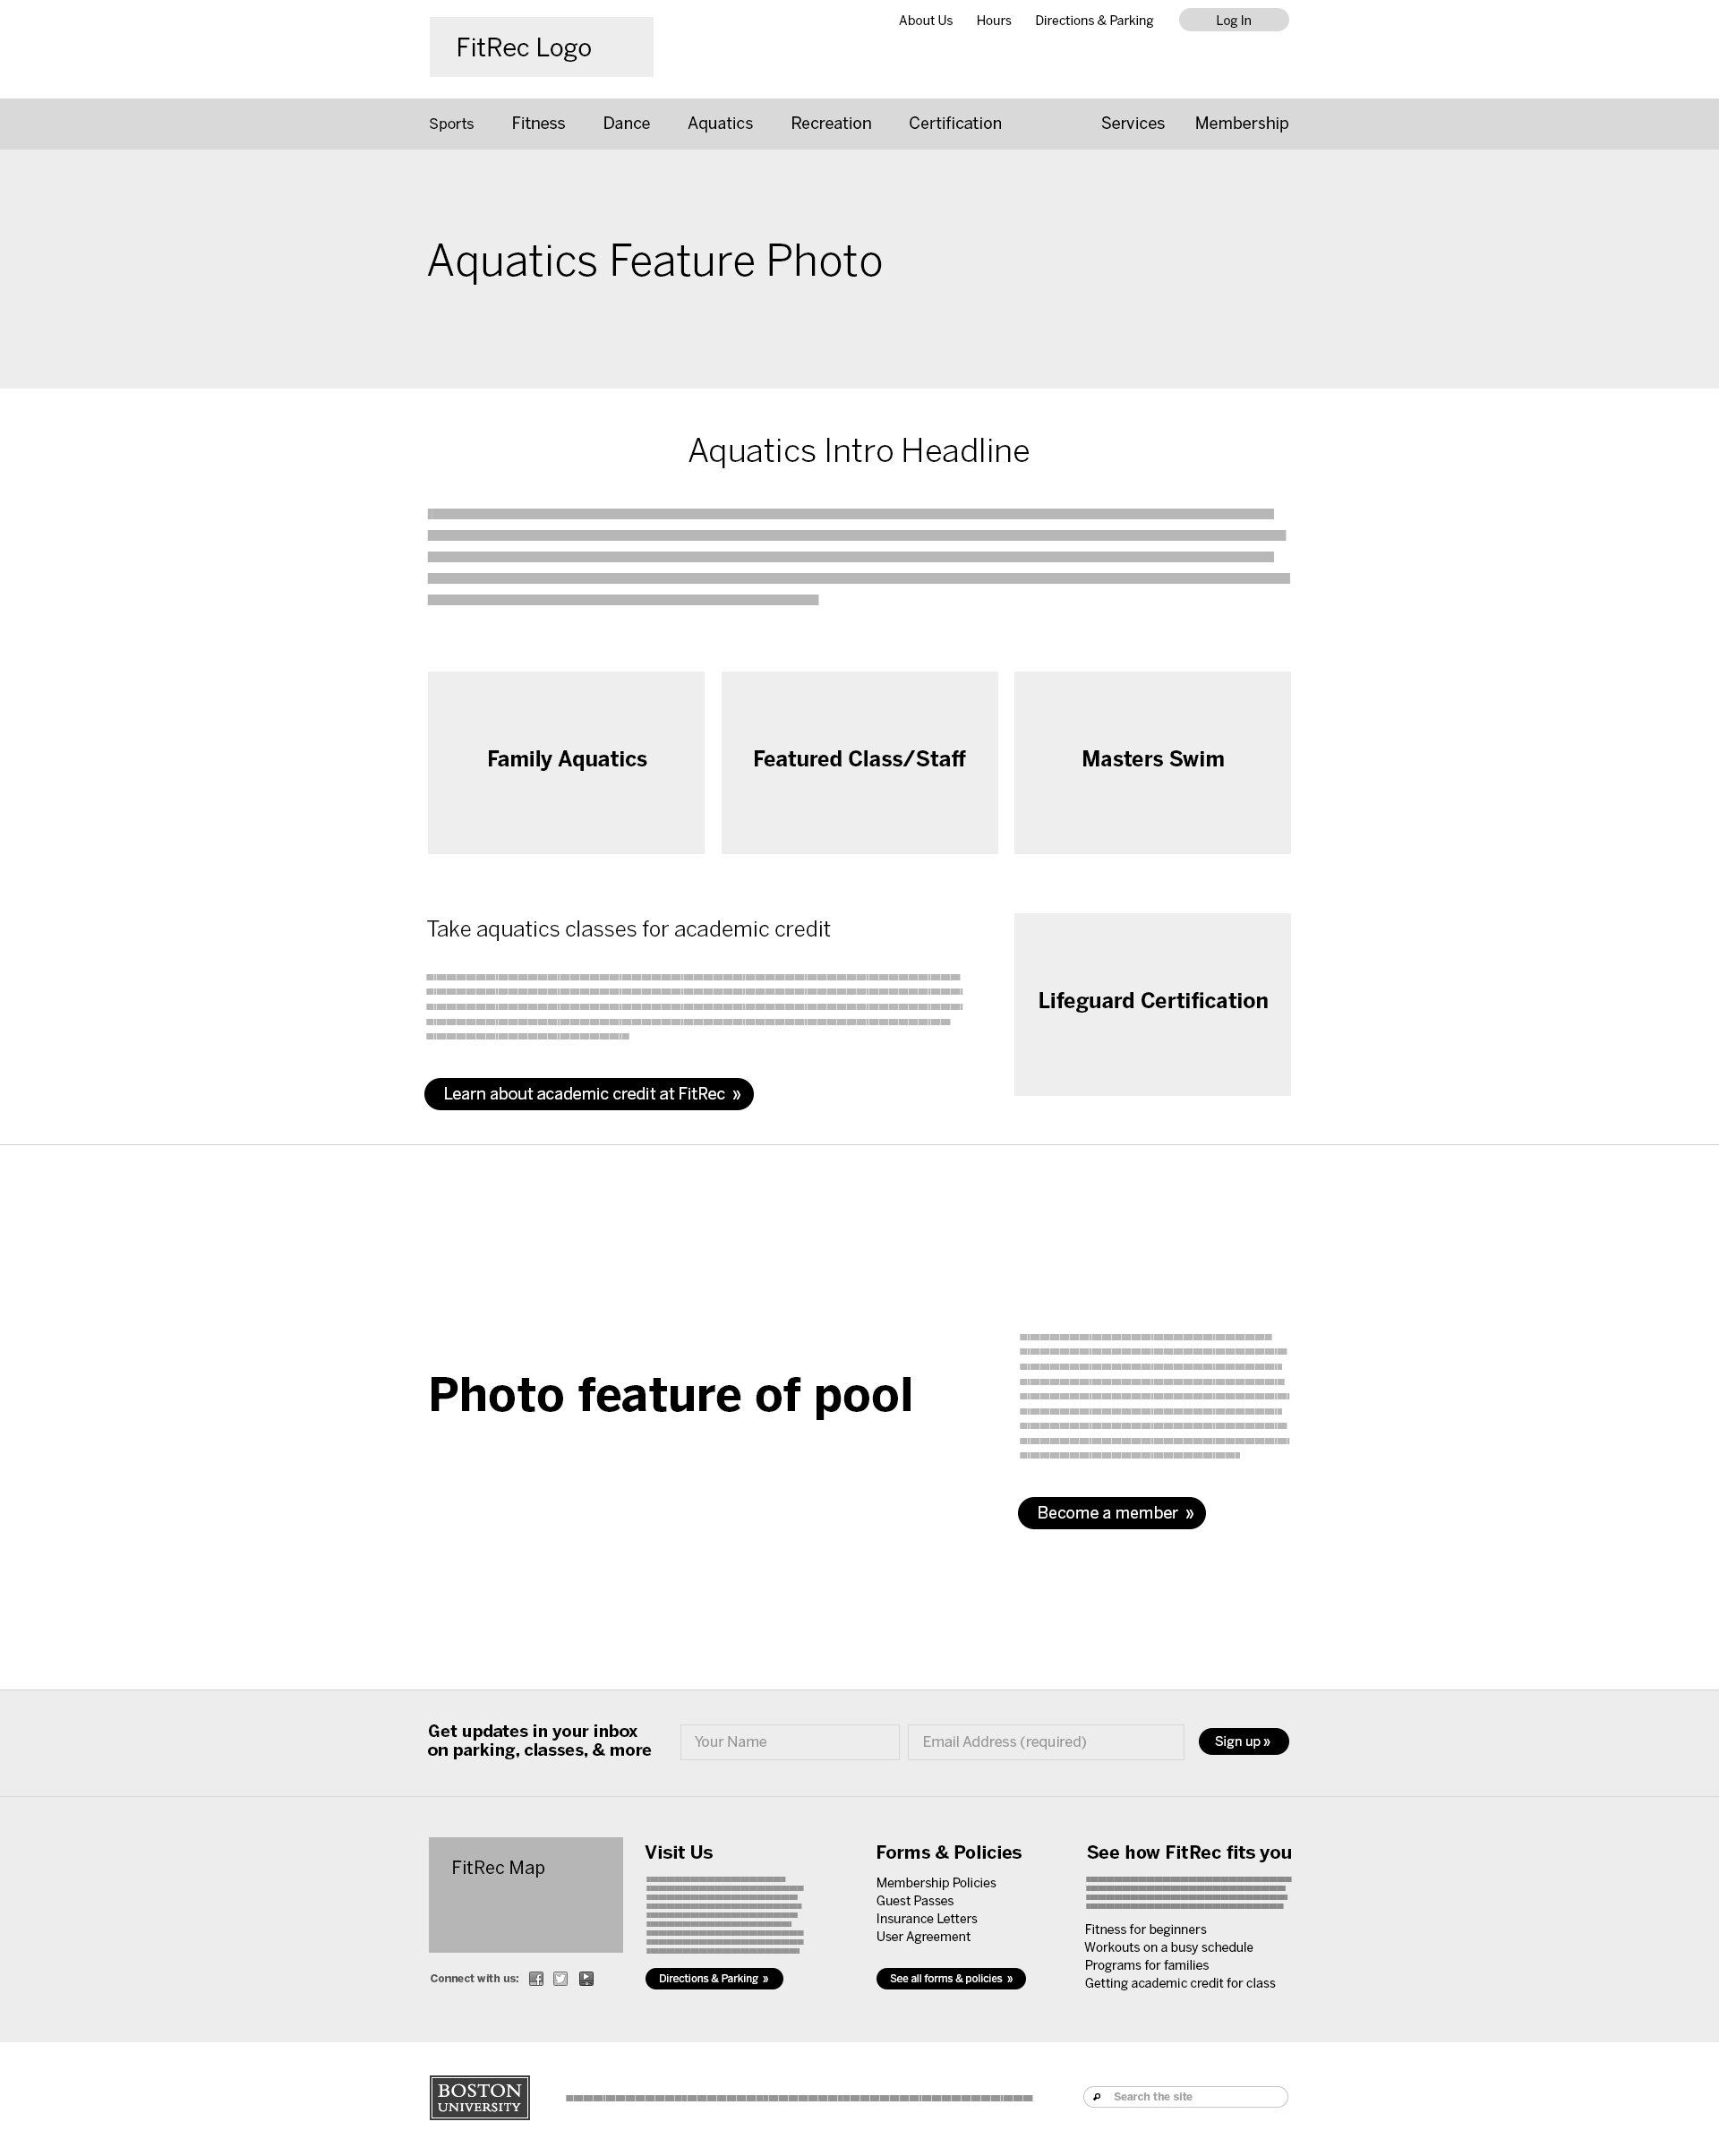 About Us Hours Directions & Parking Log In
FitRec Logo
Sports Fitness Dance Aquatics Recreation Certification Services Membership
Aquatics Feature Photo
Aquatics Intro Headline
Family Aquatics
Featured Class/Staff
Masters Swim
Take aquatics classes for academic credit
Learn about academic credit at FitRec »
Lifeguard Certification
Photo feature of pool
Become a member »
Get updates in your inbox
on parking, classes, & more
Your Name
Email Address (required)
Sign up »
FitRec Map
Connect with us:
Visit Us
Directions & Parking »
Forms & Policies
Membership Policies
Guest Passes
Insurance Letters
User Agreement
See all forms & policies »
See how FitRec fits you
Fitness for beginners
Workouts on a busy schedule
Programs for families
Getting academic credit for class
BOSTON
UNIVERSITY
Search the site